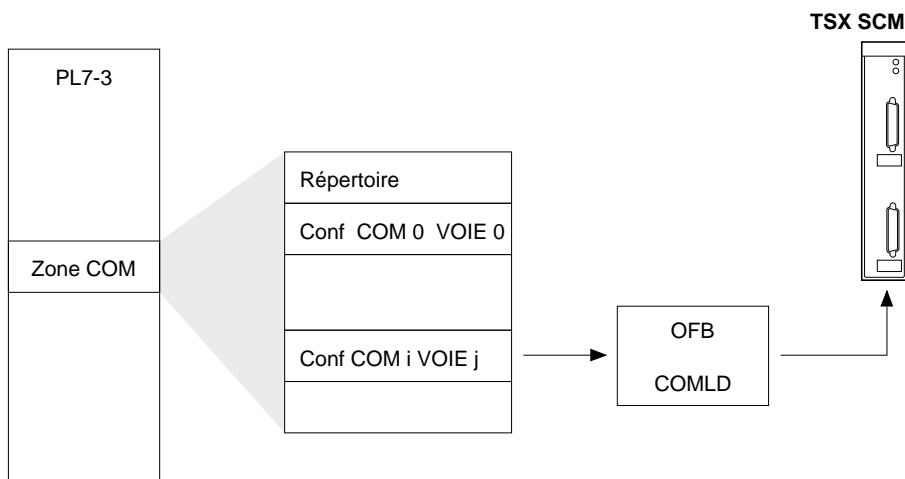 TSX SCM
PL7-3
Zone COM
Répertoire
Conf COM 0 VOIE 0
Conf COM i VOIE j
OFB
COMLD